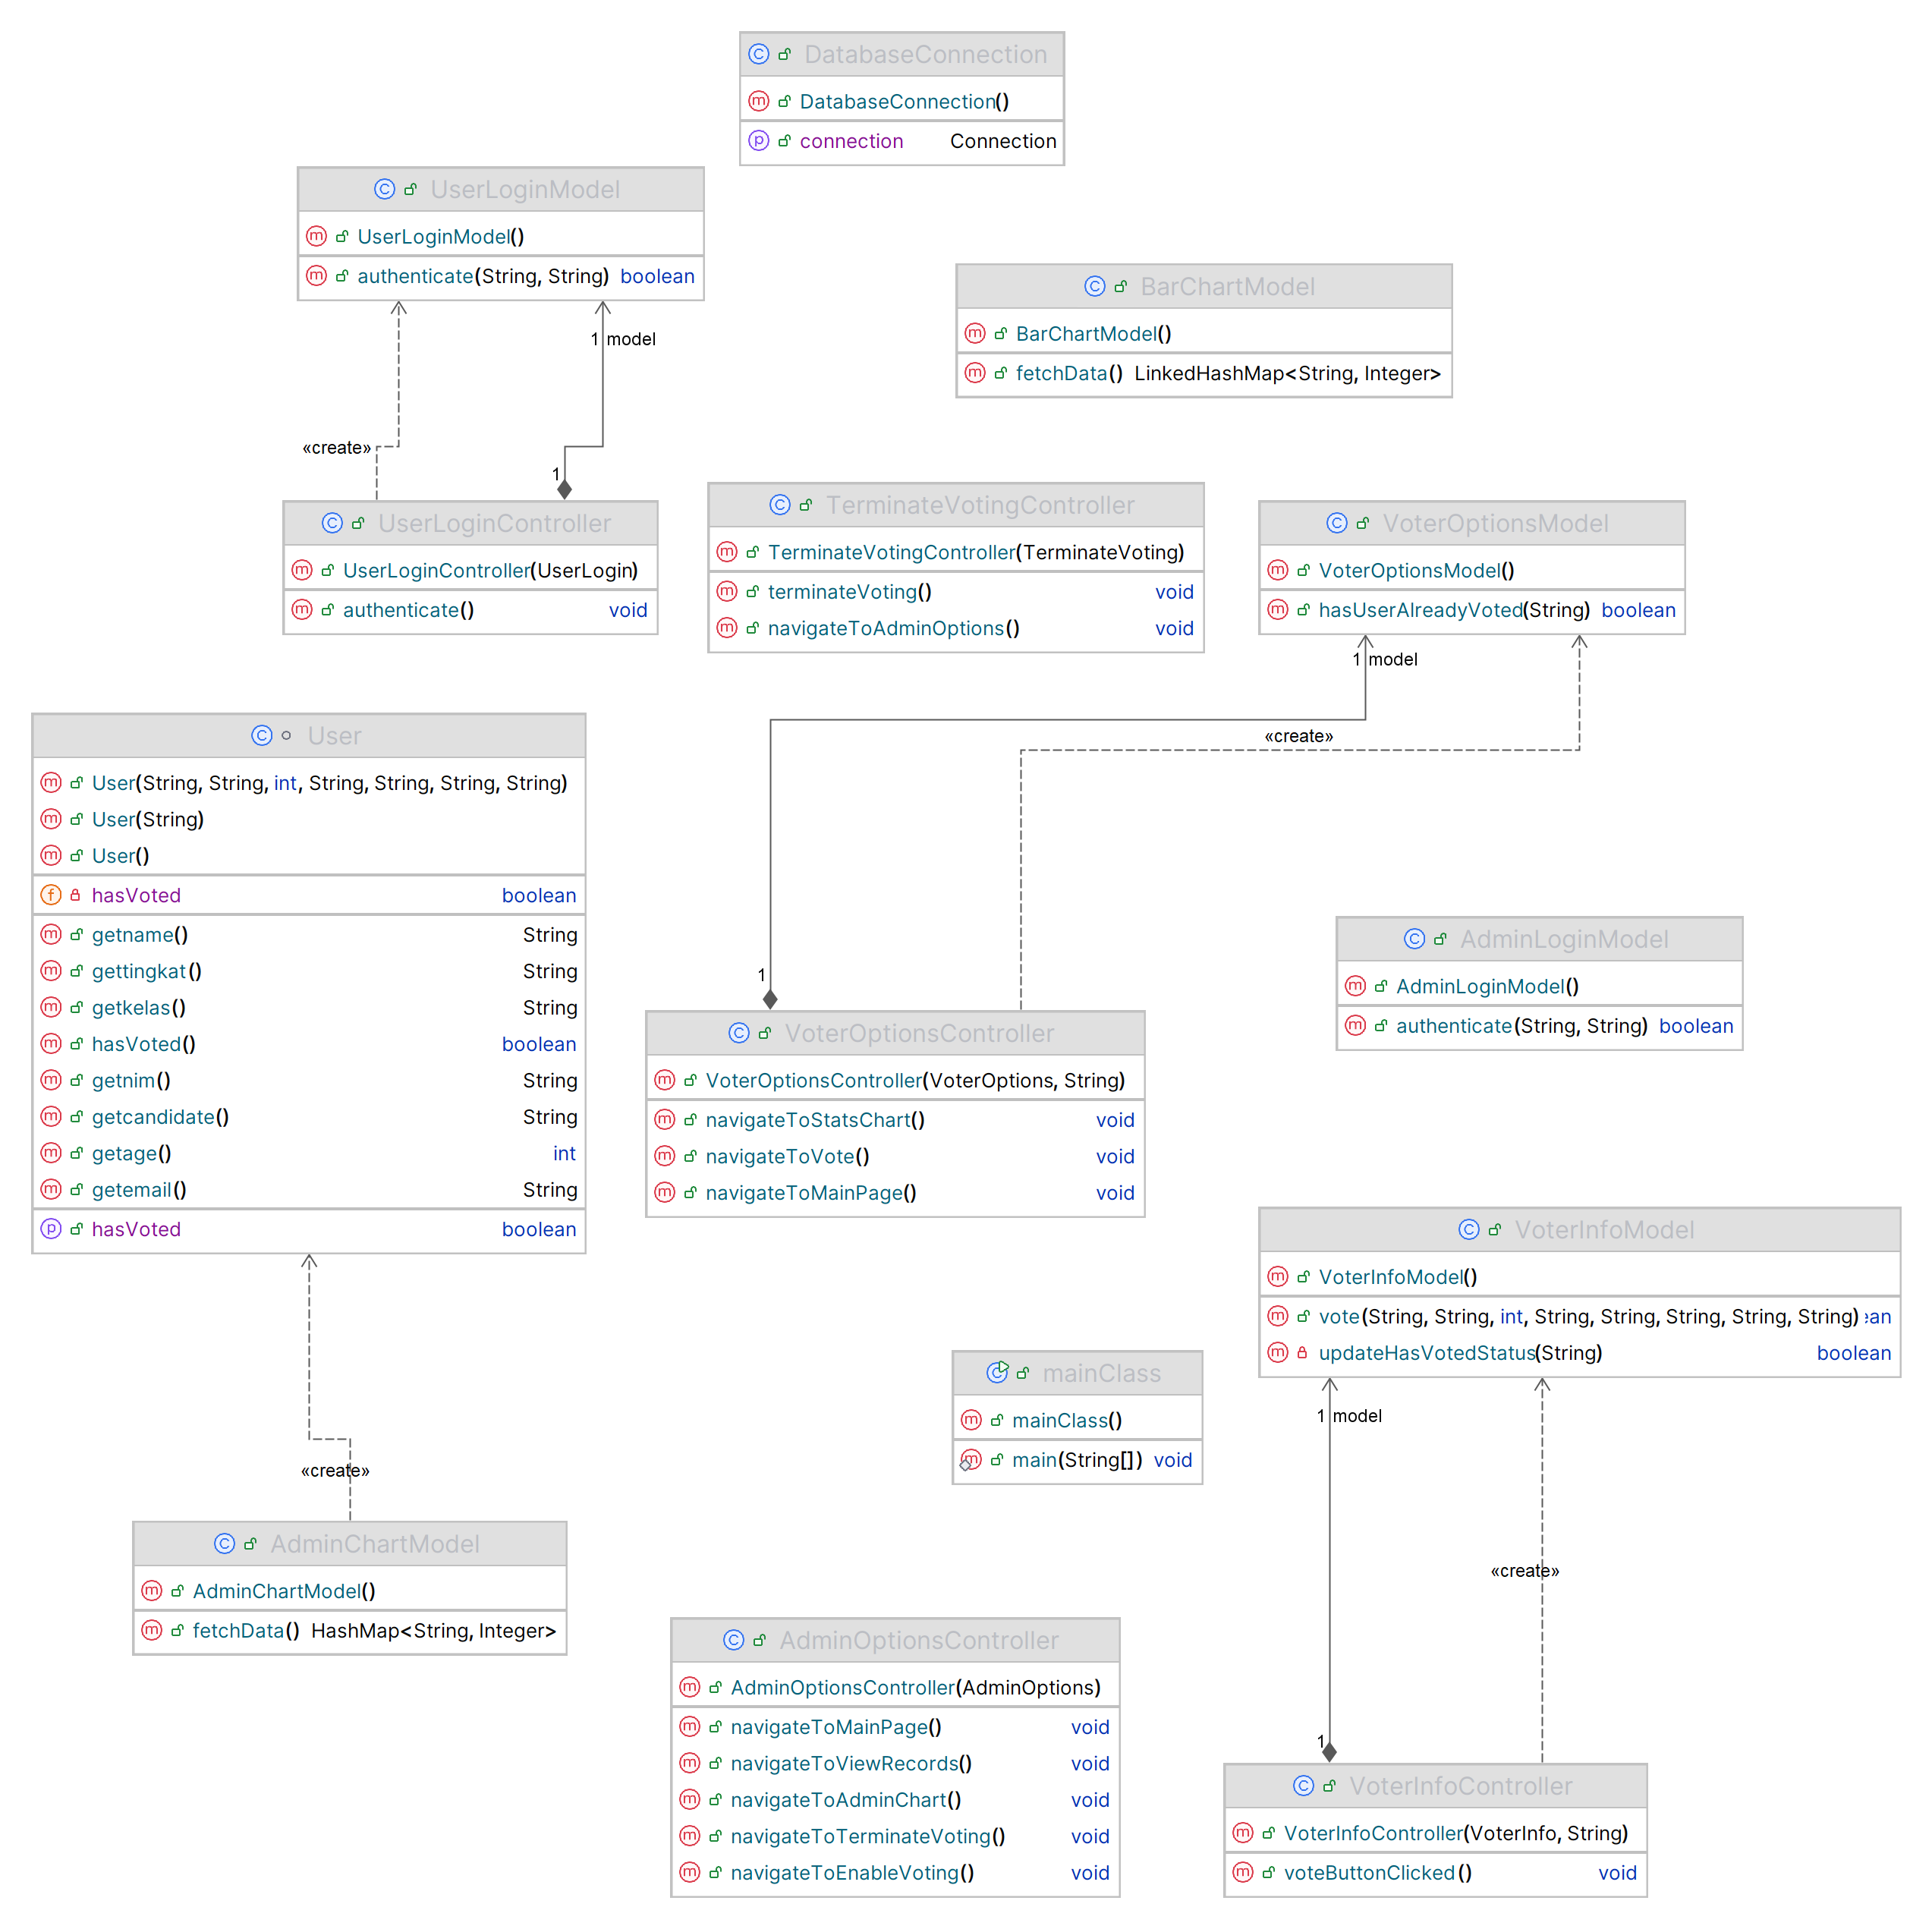 DatabaseConnection
DatabaseConnection()
connection Connection
UserLoginModel
UserLoginModel()
authenticate(String, String) boolean
BarChartModel
BarChartModel()
fetchData() LinkedHashMap<String, Integer>
1 model
«create»
1
UserLoginController
UserLoginController(UserLogin)
authenticate() void
TerminateVotingController
TerminateVotingController(TerminateVoting)
terminateVoting() void
navigateToAdminOptions() void
VoterOptionsModel
VoterOptionsModel()
hasUserAlreadyVoted(String) boolean
1 model
«create»
User
User(String, String, int, String, String, String, String)
User(String)
User()
hasVoted boolean
getname() String
gettingkat() String
getkelas() String
hasVoted() boolean
getnim() String
getcandidate() String
getage() int
getemail() String
hasVoted boolean
1
VoterOptionsController
VoterOptionsController(VoterOptions, String)
navigateToStatsChart() void
navigateToVote() void
navigateToMainPage() void
AdminLoginModel
AdminLoginModel()
authenticate(String, String) boolean
VoterInfoModel
VoterInfoModel()
vote(String, String, int, String, String, String, String, String) ean
updateHasVotedStatus(String) boolean
mainClass
mainClass()
main(String[]) void
1 model
«create»
AdminChartModel
AdminChartModel()
fetchData() HashMap<String, Integer>
«create»
AdminOptionsController
AdminOptionsController(AdminOptions)
navigateToMainPage() void
navigateToViewRecords() void
navigateToAdminChart() void
navigateToTerminateVoting() void
navigateToEnableVoting() void
1
VoterInfoController
VoterInfoController(VoterInfo, String)
voteButtonClicked() void